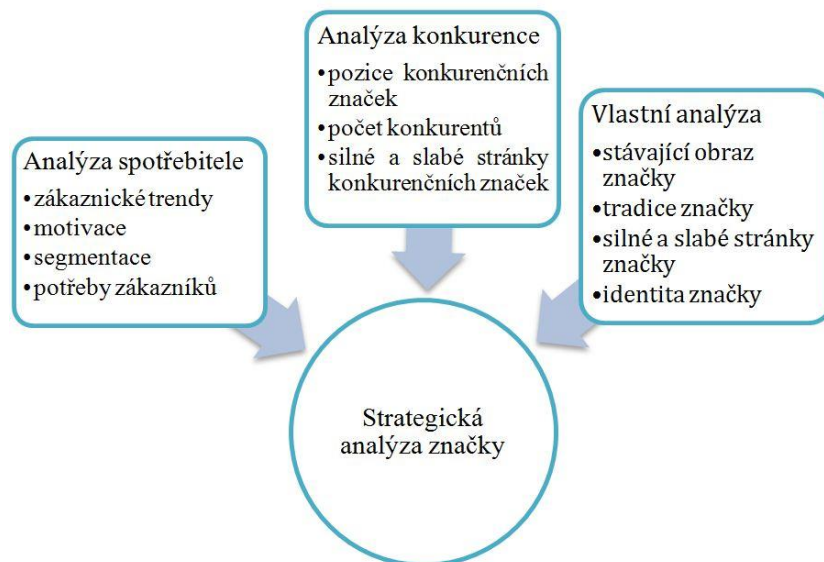 Analýza konkurence
•pozice konkurenčních
značek
•počet konkurentů
•silné a slabé stránky
konkurenčních značek
Analýza spotřebitele
•zákaznické trendy
•motivace
•segmentace
•potřeby zákazníků
Vlastní analýza
•stávající obraz
značky
•tradice značky
•silné a slabé stránky
značky
•identita značky
Strategická
analýza značky